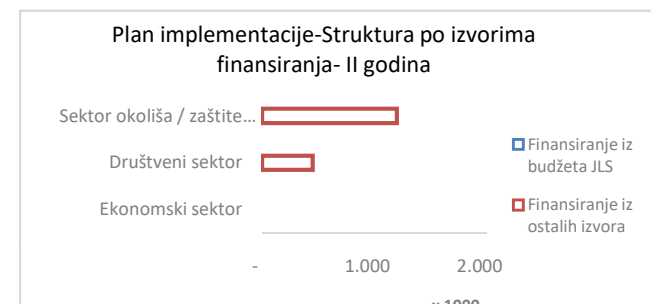 Plan implementacije-Struktura po izvorima
finansiranja- II godina
Sektor okoliša / zaštite...
Društveni sektor
Ekonomski sektor
Finansiranje iz
budžeta JLS
Finansiranje iz
ostalih izvora
- 1.000 2.000
x 1000